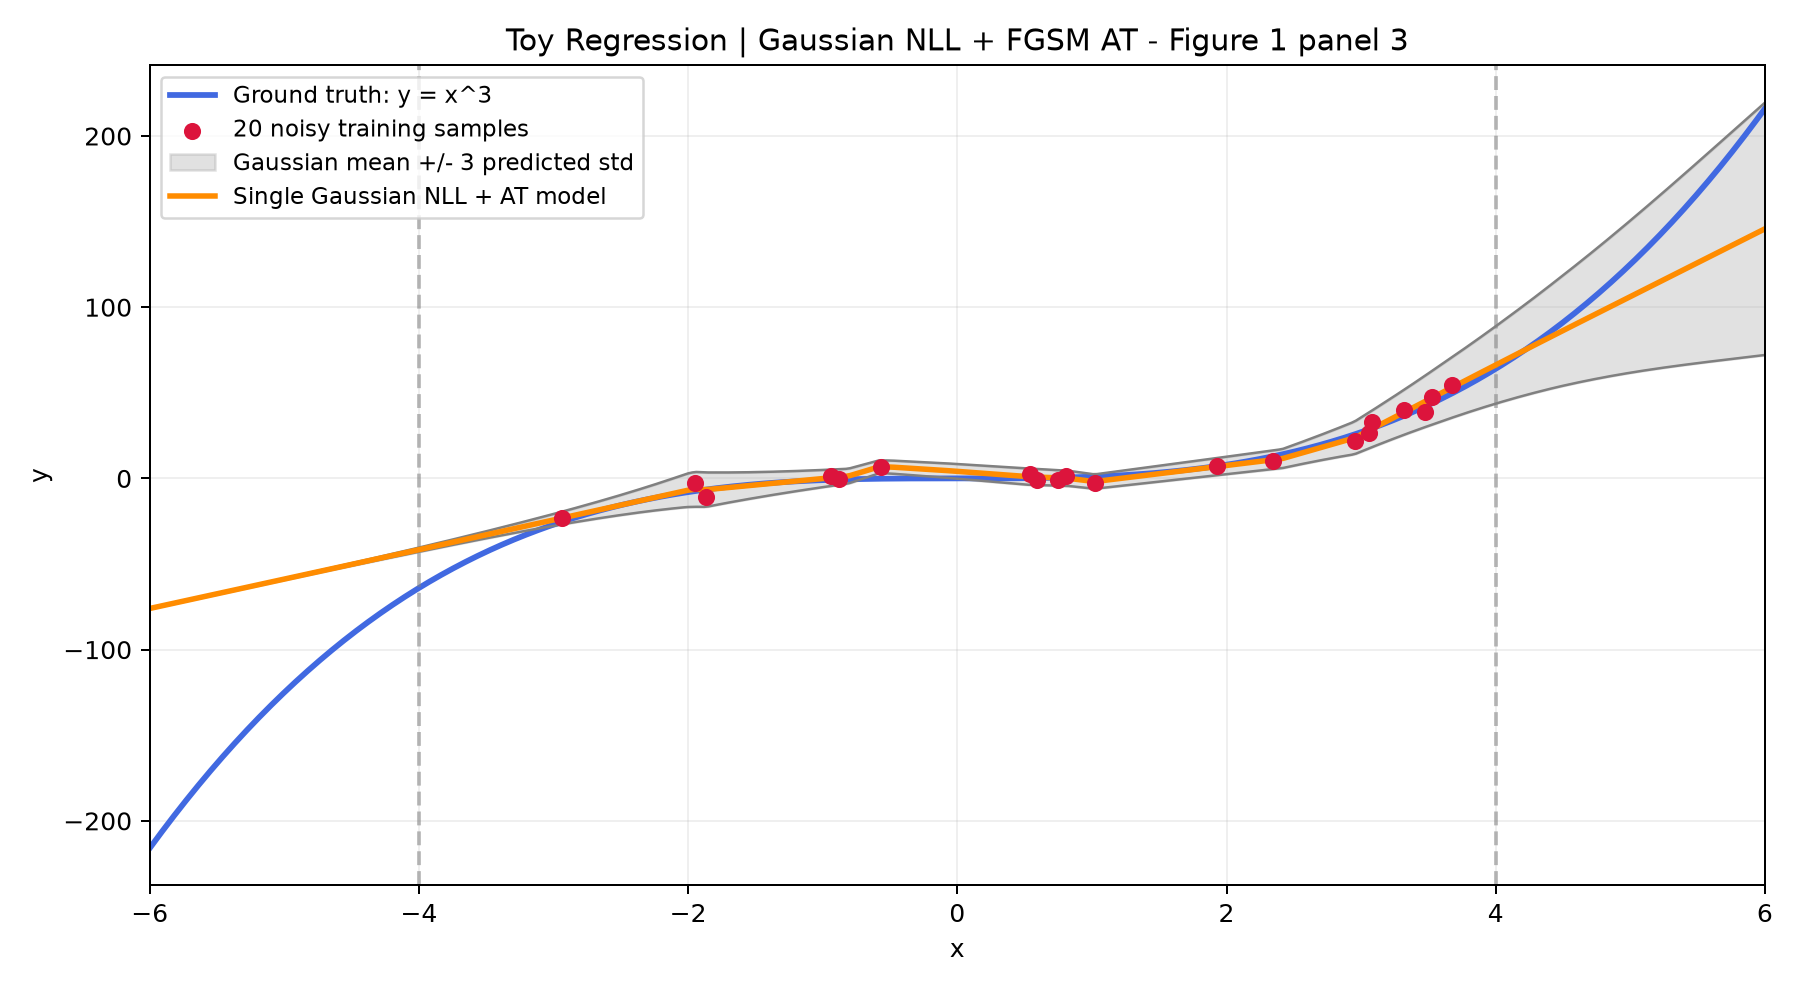 Toy Regression | Gaussian NLL + FGSM AT - Figure 1 panel 3
Ground truth: y = x^3
20 noisy training samples
Gaussian mean +/- 3 predicted std
Single Gaussian NLL + AT model
200
100
0
−100
−200
y
−6
−4
−2
0
2
4
6
x